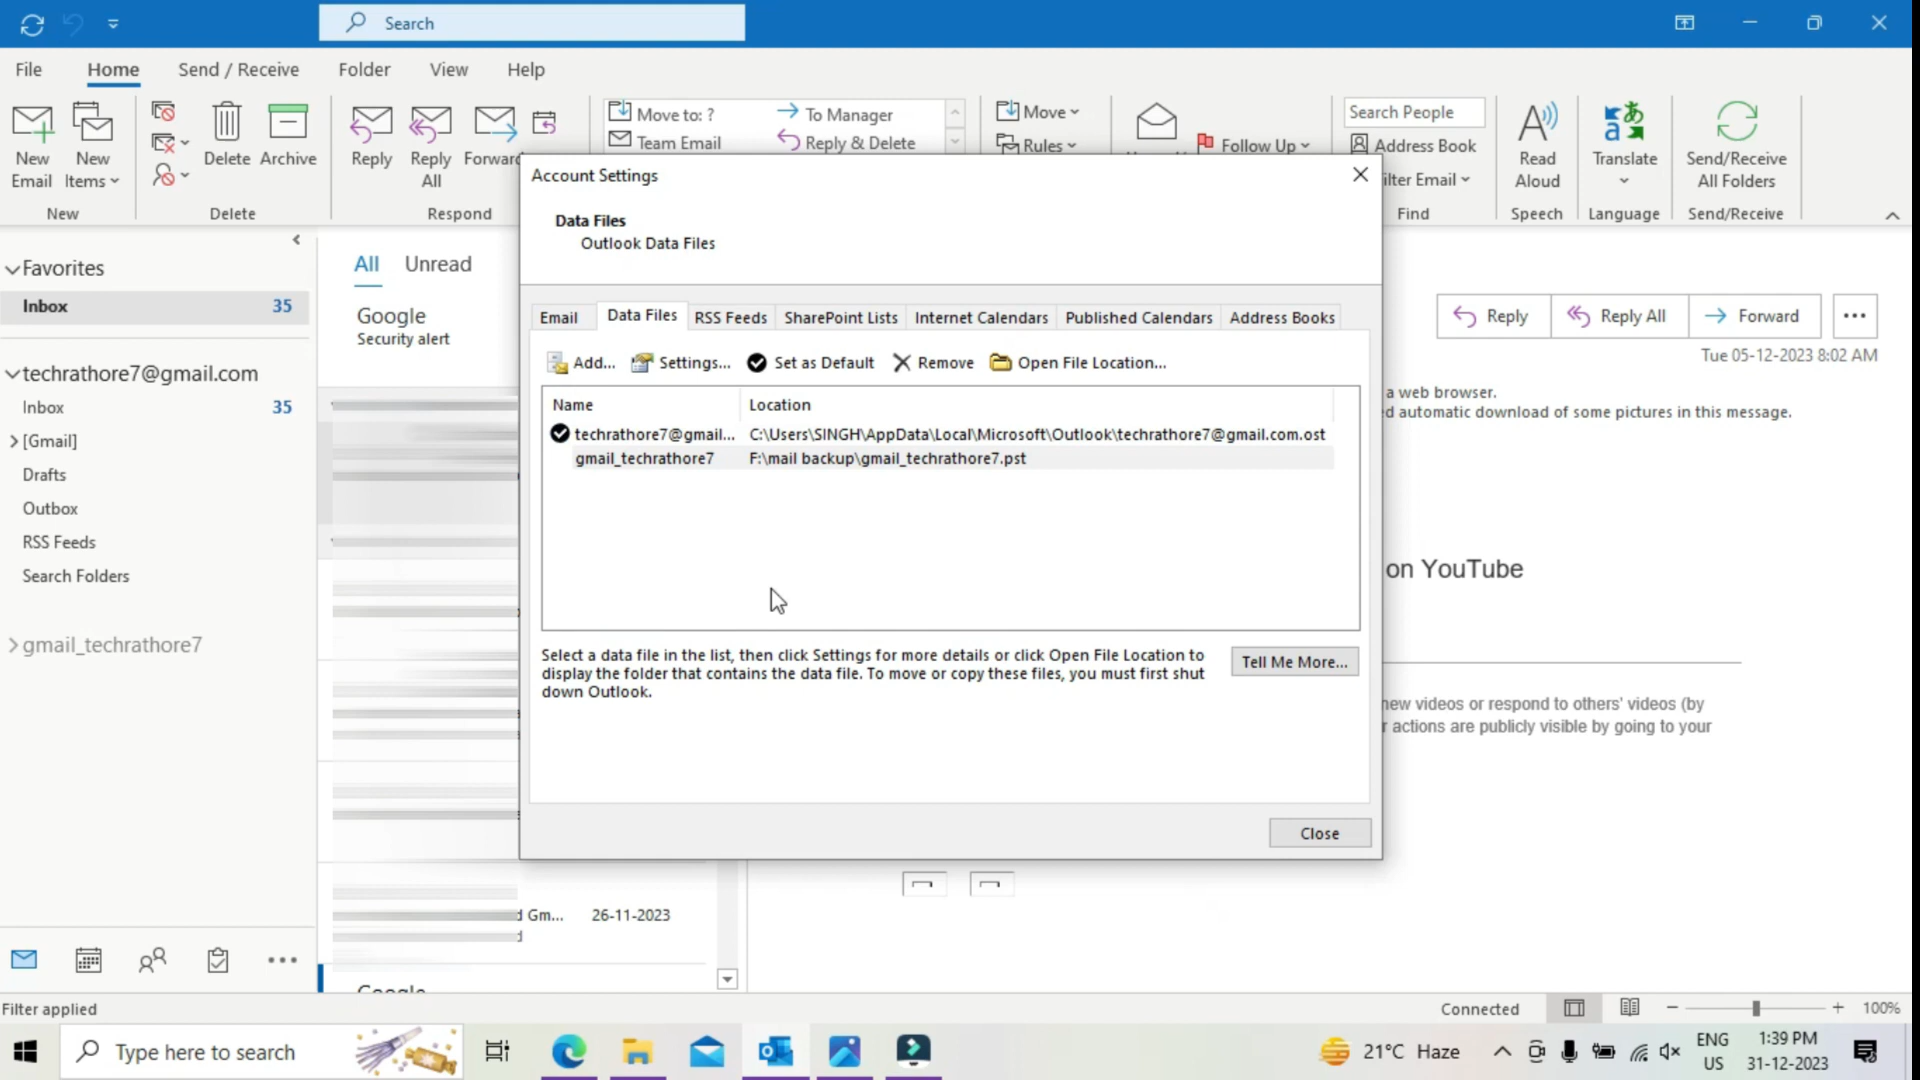 Search
File Home Send / Receive Folder View Help
New Email
New Items
Delete
Archive
Reply
Reply All
Forward
Move to: ?
Team Email
To Manager
Reply & Delete
Move
Rules
Follow Up
Search People
Address Book
ilter Email
Read Aloud
Translate
Send/Receive All Folders
New
Delete
Respond
Find
Speech
Language
Send/Receive
Favorites
Inbox 35
techrathore7@gmail.com
Inbox 35
[Gmail]
Drafts
Outbox
RSS Feeds
Search Folders
gmail_techrathore7
All Unread
Google
Security alert
Account Settings
Data Files
Outlook Data Files
Email Data Files RSS Feeds SharePoint Lists Internet Calendars Published Calendars Address Books
Add... Settings... Set as Default Remove Open File Location...
Name Location
techrathore7@gmail... C:\Users\SINGH\AppData\Local\Microsoft\Outlook\techrathore7@gmail.com.ost
gmail_techrathore7 F:\mail backup\gmail_techrathore7.pst
Select a data file in the list, then click Settings for more details or click Open File Location to
display the folder that contains the data file. To move or copy these files, you must first shut
down Outlook.
Tell Me More...
Close
Reply Reply All Forward
Tue 05-12-2023 8:02 AM
a web browser.
d automatic download of some pictures in this message.
on YouTube
new videos or respond to others' videos (by
r actions are publicly visible by going to your
d Gm... 26-11-2023
Google
Filter applied
Connected
100%
Type here to search
21°C Haze
ENG
US
1:39 PM
31-12-2023